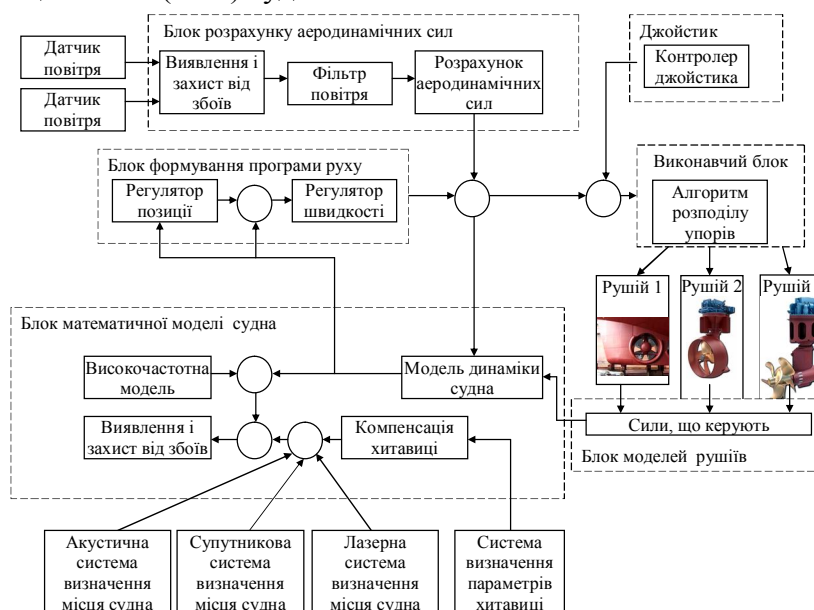 Блок розрахунку аеродинамічних сил
Датчик
повітря
Датчик
повітря
Виявлення і
захист від
збоїв
Фільтр
повітря
Розрахунок
аеродинамічних
сил
Джойстик
Контролер
джойстика
Блок формування програми руху
Регулятор
позиції
Регулятор
швидкості
Виконавчий блок
Алгоритм
розподілу
упорів
Рушій 1
Рушій 2
Рушій
Блок математичної моделі судна
Високочастотна
модель
Модель динаміки
судна
Виявлення і
захист від збоїв
Компенсація
хитавиці
Сили, що керують
Блок моделей рушіїв
Акустична
система
визначення
місця судна
Супутникова
система
визначення
місця судна
Лазерна
система
визначення
місця судна
Система
визначення
параметрів
хитавиці